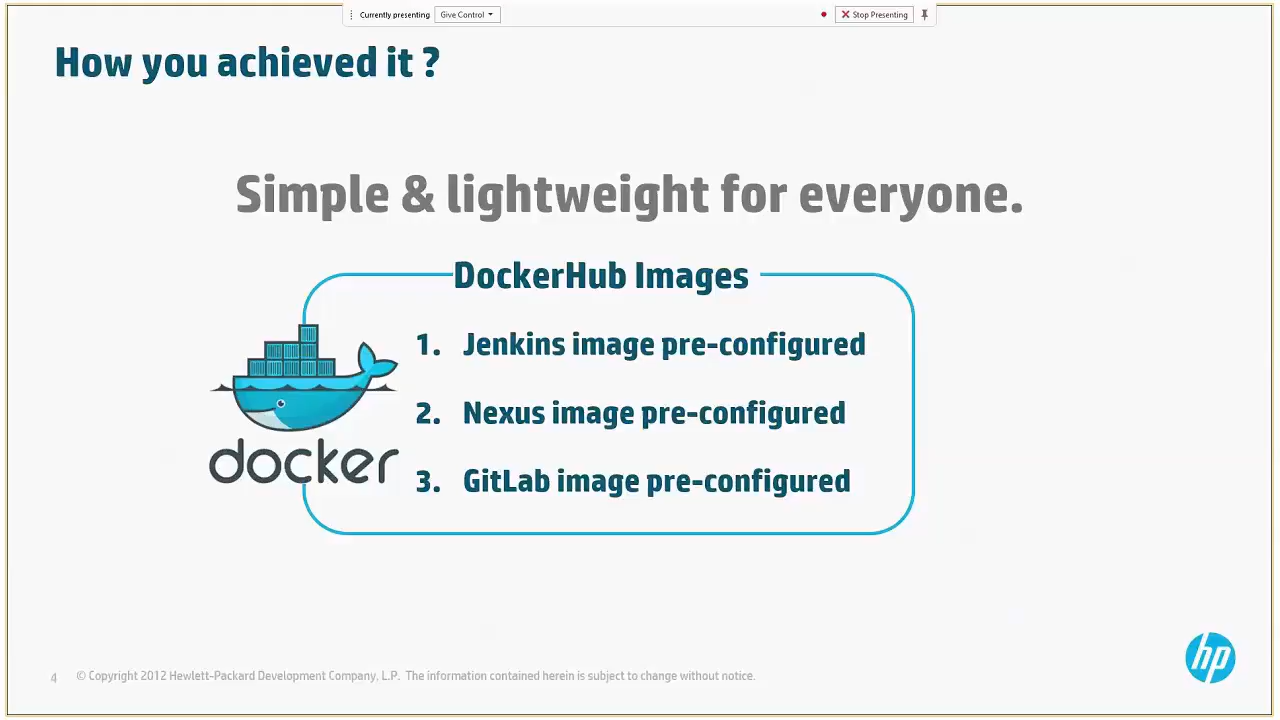 Currently presenting Give Control Stop Presenting
How you achieved it ?
Simple & lightweight for everyone.
DockerHub Images
1. Jenkins image pre-configured
2. Nexus image pre-configured
3. GitLab image pre-configured
docker
hp
4 © Copyright 2012 Hewlett-Packard Development Company, L.P. The information contained herein is subject to change without notice.